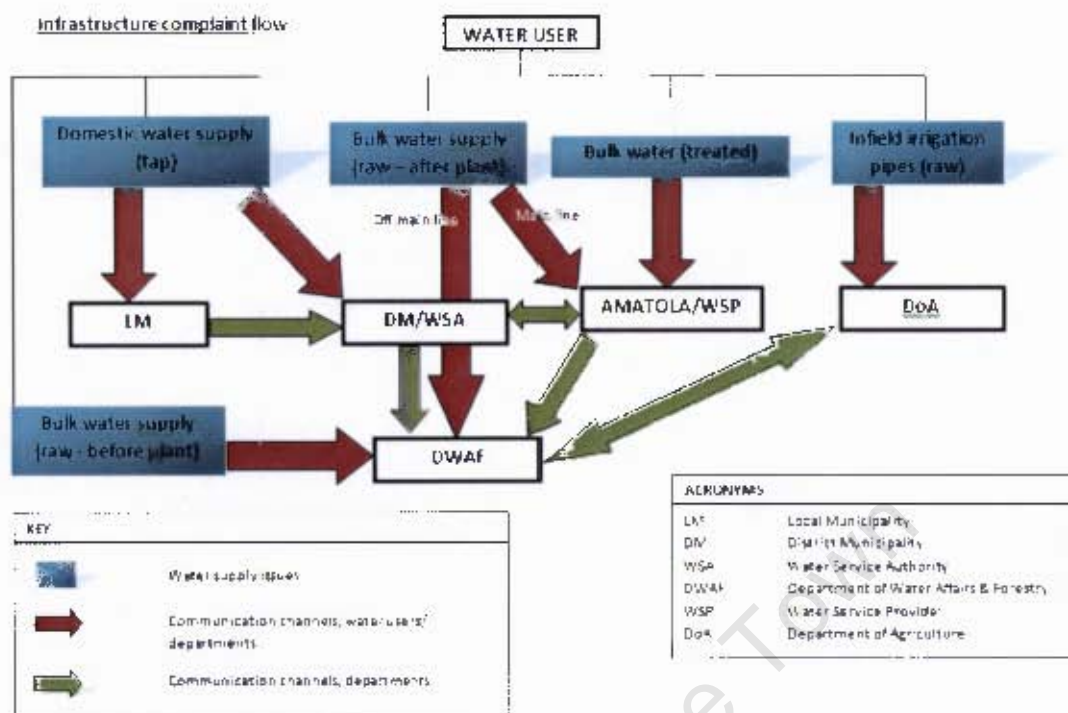 Infrastructure complaint flow
WATER USER
Domestic water supply
(tap)
Bulk water supply
(raw – after plant)
Bulk water (treated)
Infield irrigation
pipes (raw)
Off main line
Main line
LM
DM/WSA
AMATOLA/WSP
DoA
Bulk water supply
(raw - before plant)
DWAF
KEY
Water supply issues
Communication channels, water users/
departments
Communication channels, departments
ACRONYMS
LM Local Municipality
DM District Municipality
WSA Water Service Authority
DWAF Department of Water Affairs & Forestry
WSP Water Service Provider
DoA Department of Agriculture
e Town